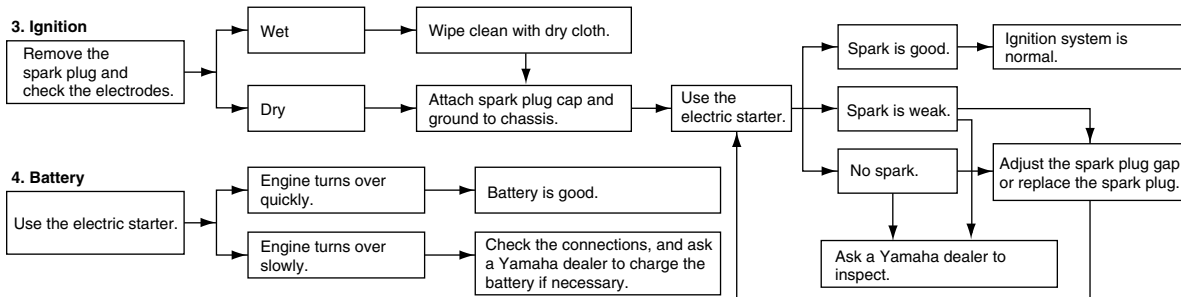 3. Ignition
Remove the
spark plug and
check the electrodes.
Wet
Wipe clean with dry cloth.
Dry
Attach spark plug cap and
ground to chassis.
Use the
electric starter.
Spark is good.
Ignition system is
normal.
Spark is weak.
No spark.
Adjust the spark plug gap
or replace the spark plug.
Ask a Yamaha dealer to
inspect.
4. Battery
Use the electric starter.
Engine turns over
quickly.
Battery is good.
Engine turns over
slowly.
Check the connections, and ask
a Yamaha dealer to charge the
battery if necessary.